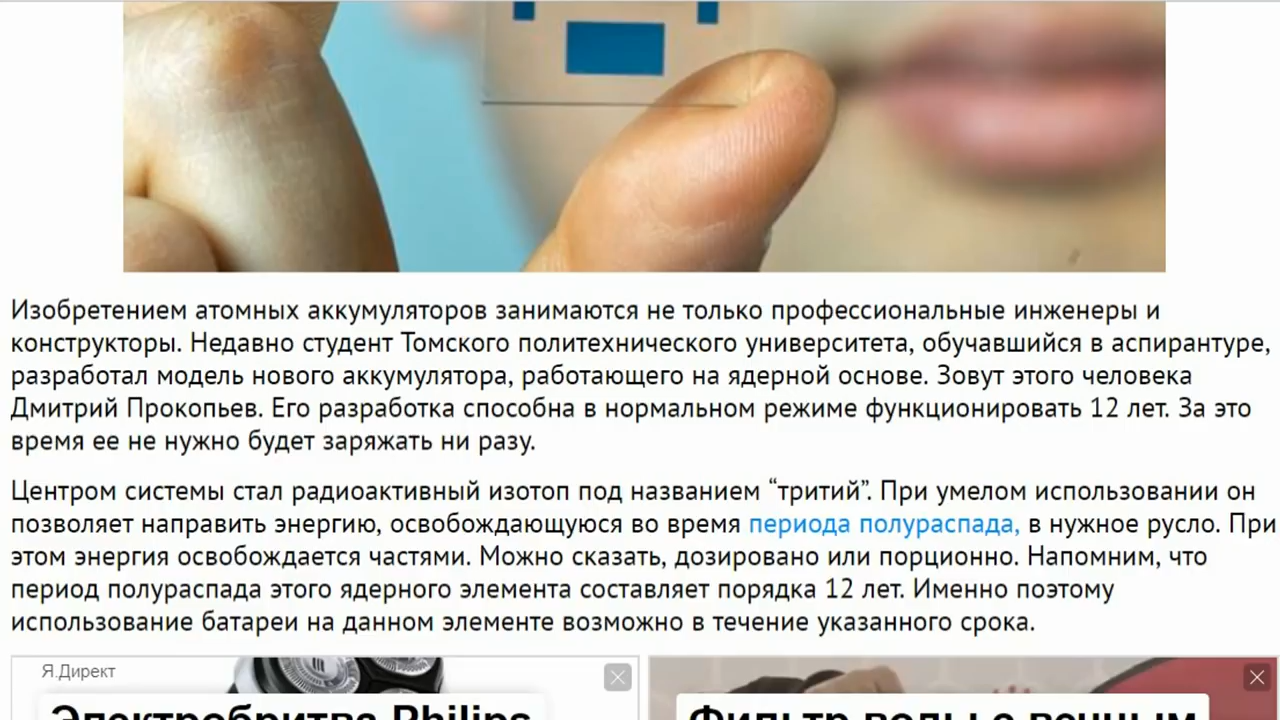 Изобретением атомных аккумуляторов занимаются не только профессиональные инженеры и
конструкторы. Недавно студент Томского политехнического университета, обучавшийся в аспирантуре,
разработал модель нового аккумулятора, работающего на ядерной основе. Зовут этого человека
Дмитрий Прокопьев. Его разработка способна в нормальном режиме функционировать 12 лет. За это
время ее не нужно будет заряжать ни разу.
Центром системы стал радиоактивный изотоп под названием “тритий”. При умелом использовании он
позволяет направить энергию, освобождающуюся во время периода полураспада, в нужное русло. При
этом энергия освобождается частями. Можно сказать, дозировано или порционно. Напомним, что
период полураспада этого ядерного элемента составляет порядка 12 лет. Именно поэтому
использование батареи на данном элементе возможно в течение указанного срока.
Я.Директ
Электробритва Philips
Фильтр воды с вечным